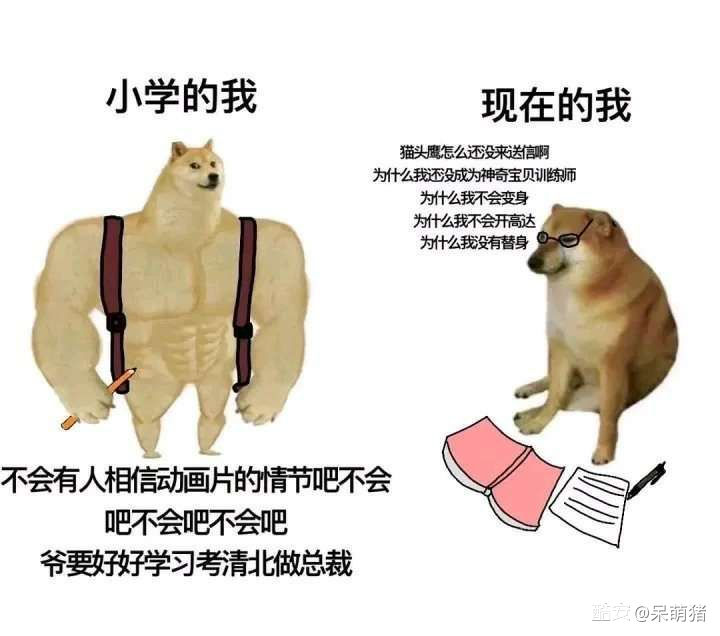 小学的我
不会有人相信动画片的情节吧不会
吧不会吧不会吧
爷要好好学习考清北做总裁
现在的我
猫头鹰怎么还没来送信啊
为什么我还没成为神奇宝贝训练师
为什么我不会变身
为什么我不会开高达
为什么我没有替身
酷安@呆萌猪